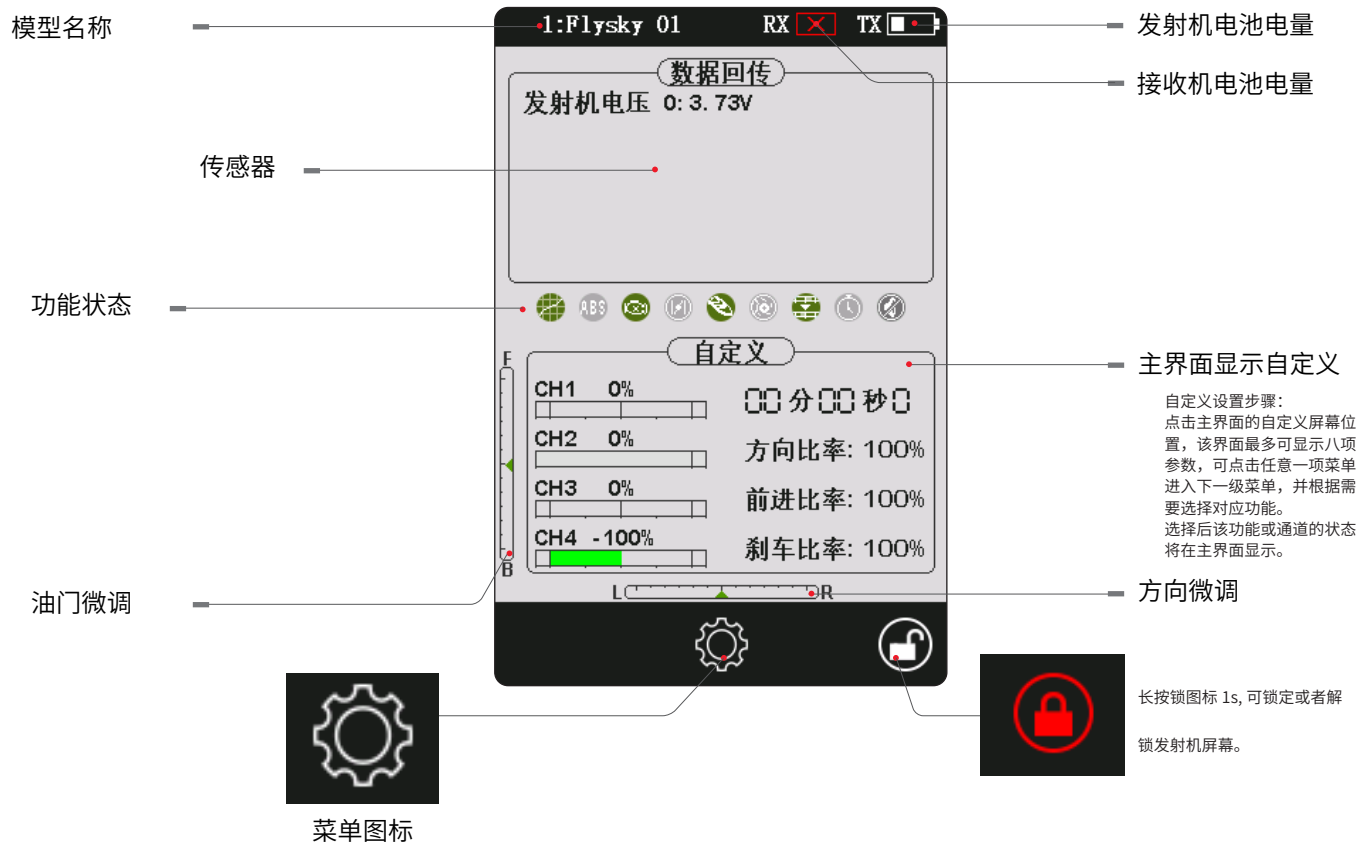 模型名称
1:Flysky 01
RX
TX
发射机电池电量
接收机电池电量
数据回传
发射机电压 0:3.73V
传感器
功能状态
ABS
自定义
主界面显示自定义
自定义设置步骤：
点击主界面的自定义屏幕位
置，该界面最多可显示八项
参数，可点击任意一项菜单
进入下一级菜单，并根据需
要选择对应功能。
选择后该功能或通道的状态
将在主界面显示。
F
B
CH1 0%
CH2 0%
CH3 0%
CH4 -100%
00分00秒0
方向比率: 100%
前进比率: 100%
刹车比率: 100%
油门微调
L
R
方向微调
长按锁图标 1s, 可锁定或者解
锁发射机屏幕。
菜单图标